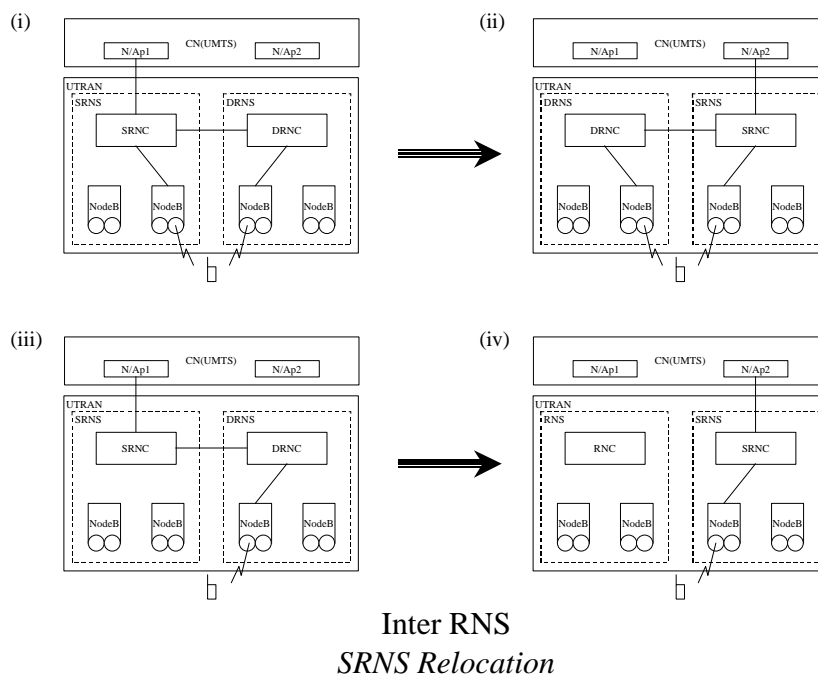 (i)
CN(UMTS)
N/Ap1
N/Ap2
UTRAN
SRNS
DRNS
SRNC
DRNC
NodeB
NodeB
NodeB
NodeB
(ii)
CN(UMTS)
N/Ap1
N/Ap2
UTRAN
DRNS
SRNS
DRNC
SRNC
NodeB
NodeB
NodeB
NodeB
(iii)
CN(UMTS)
N/Ap1
N/Ap2
UTRAN
SRNS
DRNS
SRNC
DRNC
NodeB
NodeB
NodeB
NodeB
(iv)
CN(UMTS)
N/Ap1
N/Ap2
UTRAN
RNS
SRNS
RNC
SRNC
NodeB
NodeB
NodeB
NodeB
Inter RNS
SRNS Relocation